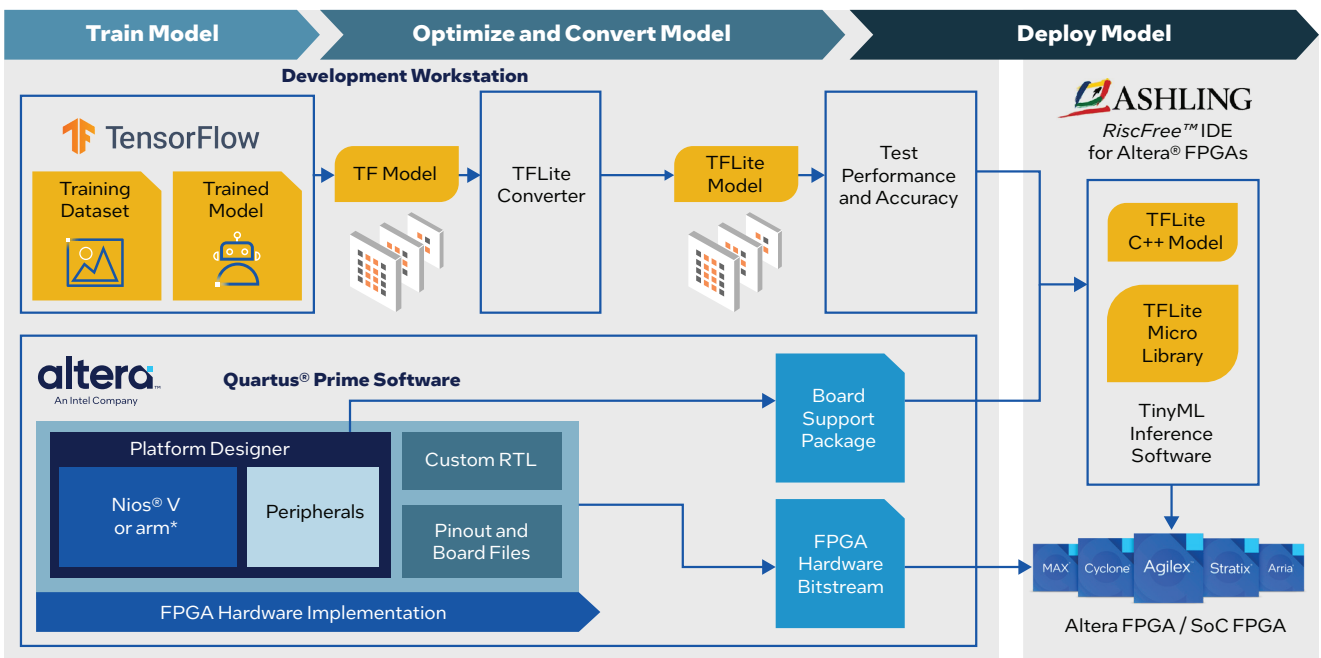 Train Model
Optimize and Convert Model
Deploy Model
Development Workstation
TensorFlow
Training
Dataset
Trained
Model
TF Model
TFLite
Converter
TFLite
Model
Test
Performance
and Accuracy
ASHLING
RiscFree™ IDE
for Altera® FPGAs
TFLite
C++ Model
TFLite
Micro
Library
TinyML
Inference
Software
altera™
An Intel Company
Quartus® Prime Software
Platform Designer
Nios® V
or arm*
Peripherals
Custom RTL
Pinout and
Board Files
FPGA Hardware Implementation
Board
Support
Package
FPGA
Hardware
Bitstream
MAX
Cyclone
Agilex
Stratix
Arria
Altera FPGA / SoC FPGA